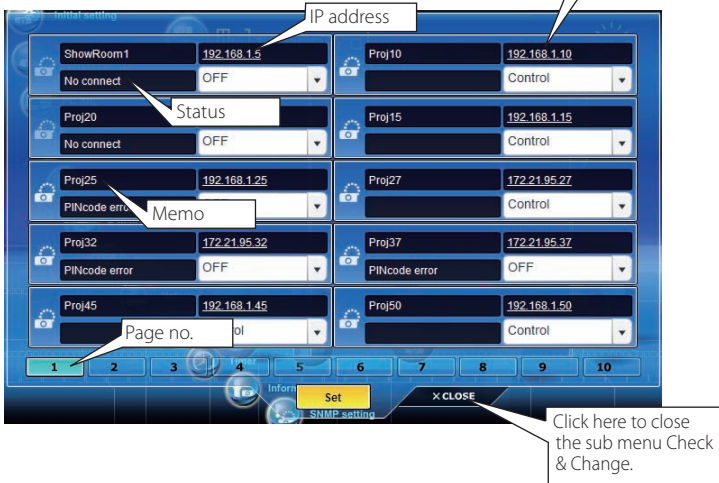 Initial setting
IP address
ShowRoom1 192.168.1.5 Proj10 192.168.1.10
No connect OFF Control
Status
Proj20 Proj15 192.168.1.15
No connect OFF Control
Proj25 192.168.1.25 Proj27 172.21.95.27
PINcode error Control
Memo
Proj32 172.21.95.32 Proj37 172.21.95.37
PINcode error OFF PINcode error OFF
Proj45 192.168.1.45 Proj50 192.168.1.50
Page no. Control
1 2 3 4 5 6 7 8 9 10
Timer
Set ×CLOSE
SNMP setting
Click here to close
the sub menu Check
& Change.